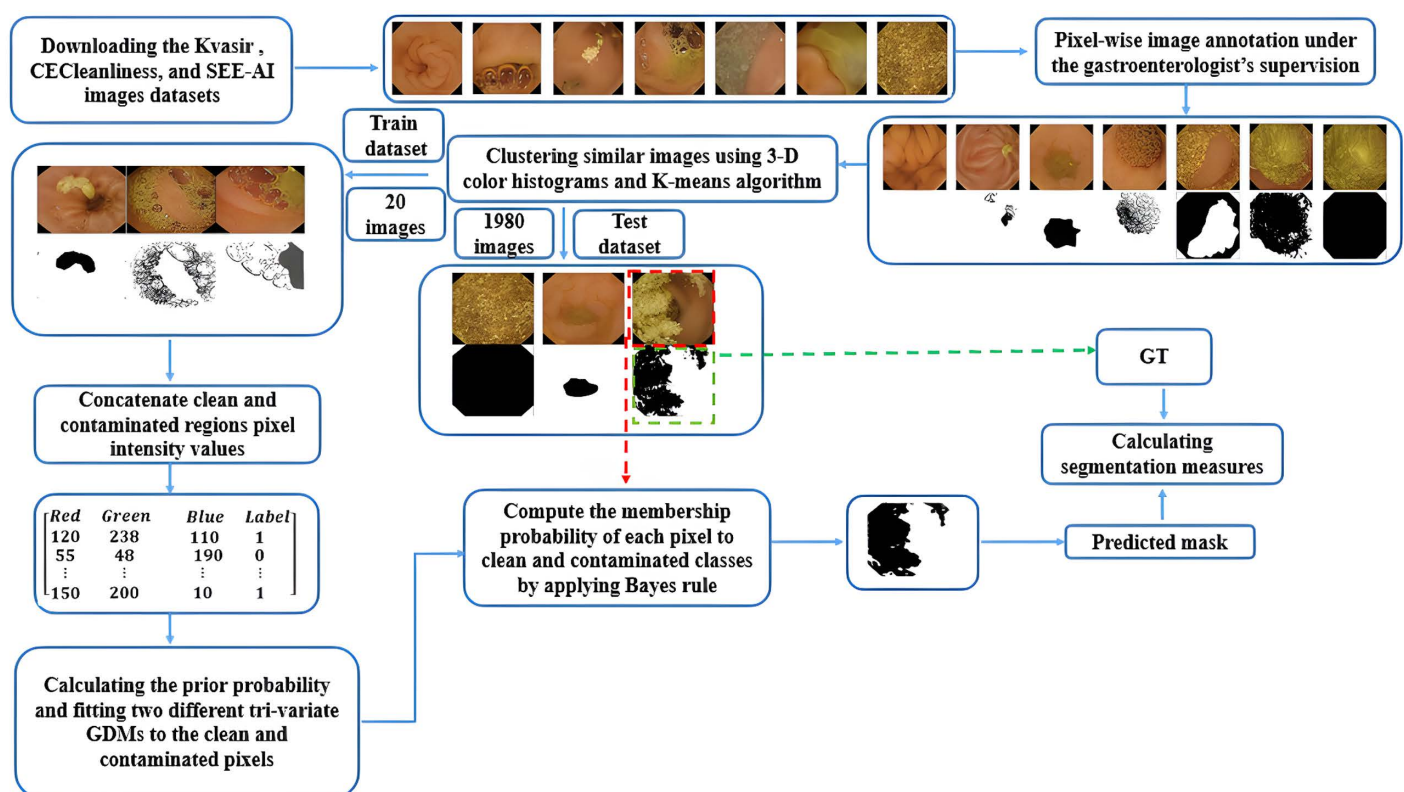 Downloading the Kvasir ,
CECleanliness, and SEE-AI
images datasets
Pixel-wise image annotation under
the gastroenterologist's supervision
Train
dataset
Clustering similar images using 3-D
color histograms and K-means algorithm
20
images
1980
images
Test
dataset
GT
Concatenate clean and
contaminated regions pixel
intensity values
Calculating
segmentation measures
Red Green Blue Label
120 238 110 1
55 48 190 0
⋮ ⋮ ⋮ ⋮
150 200 10 1
Compute the membership
probability of each pixel to
clean and contaminated classes
by applying Bayes rule
Predicted mask
Calculating the prior probability
and fitting two different tri-variate
GDMs to the clean and
contaminated pixels